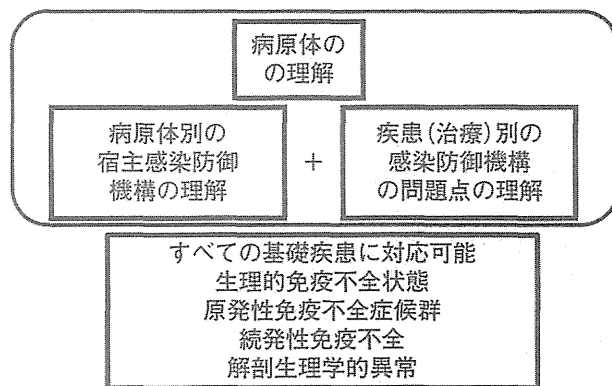 病原体の
の理解
病原体別の
宿主感染防御
機構の理解
+
疾患(治療)別の
感染防御機構
の問題点の理解
すべての基礎疾患に対応可能
生理的免疫不全状態
原発性免疫不全症候群
続発性免疫不全
解剖生理学的異常